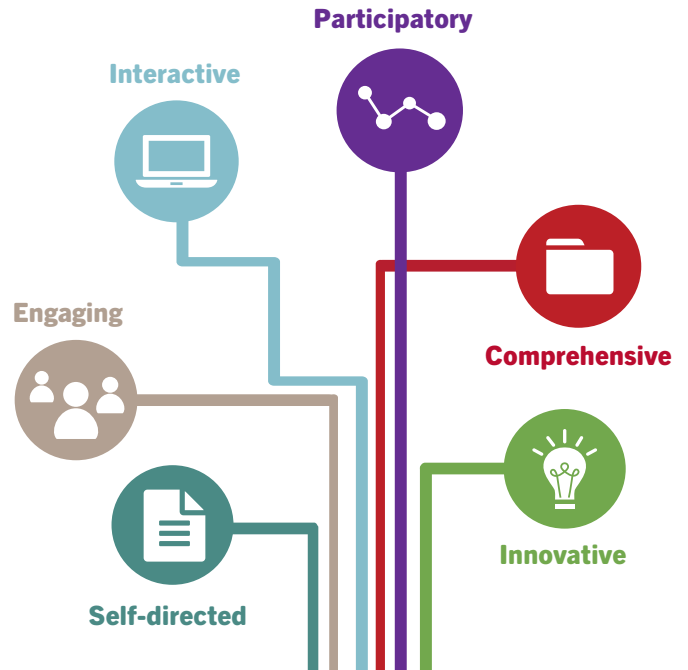 Participatory
Interactive
Engaging
Comprehensive
Innovative
Self-directed